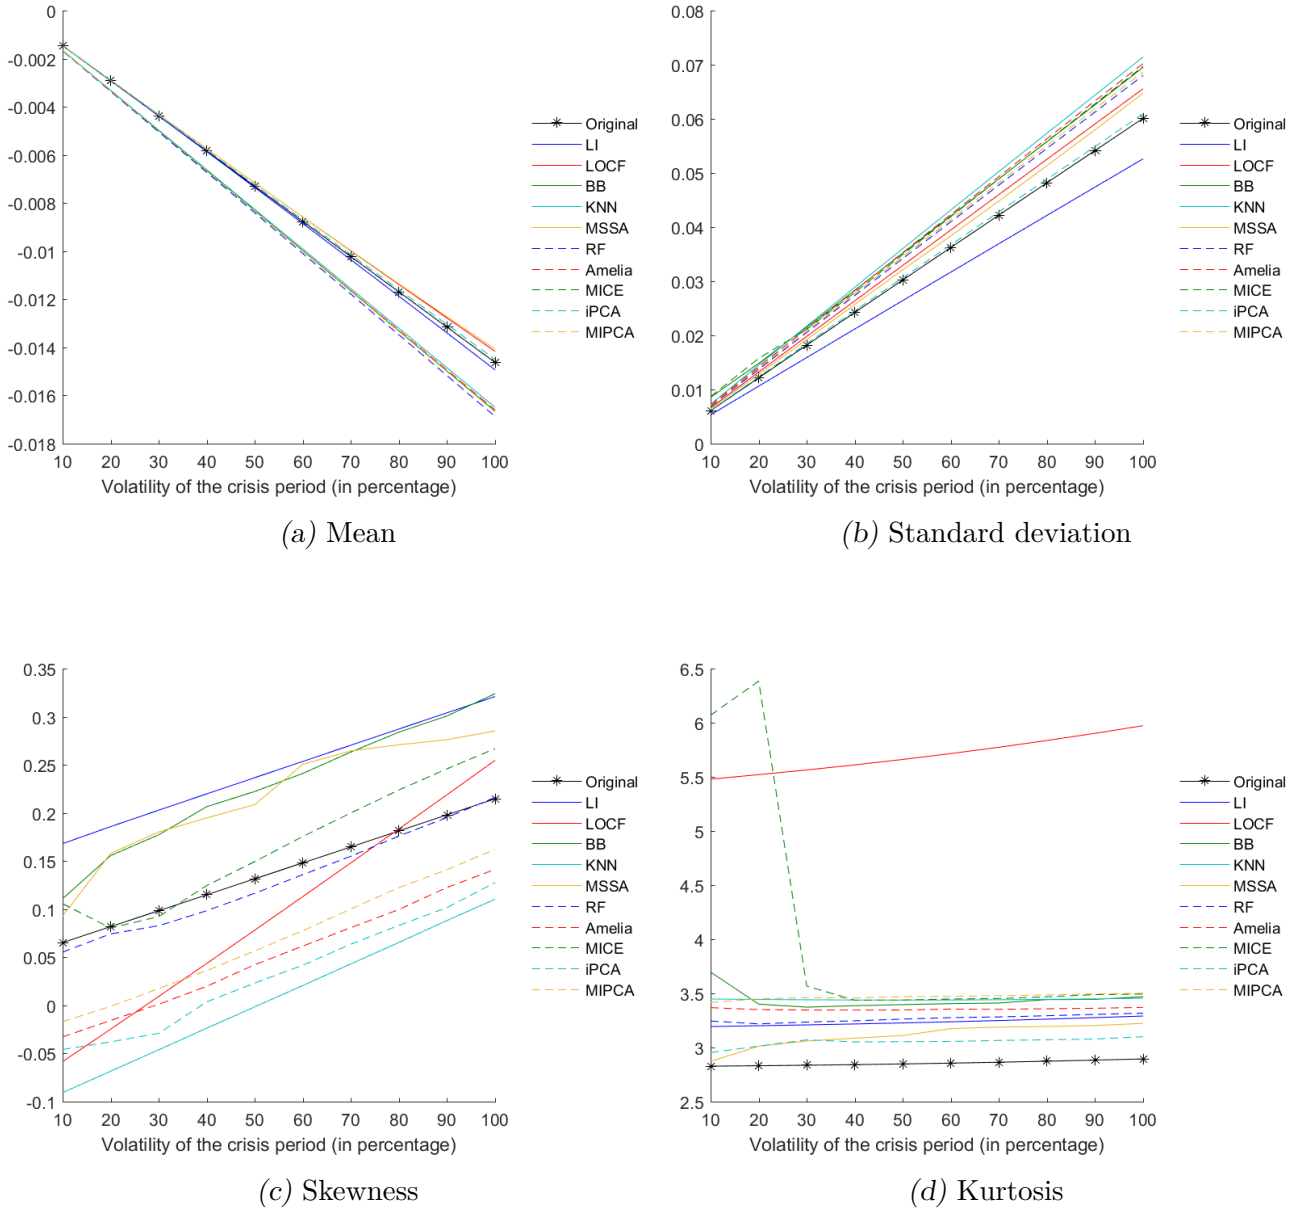 0
-0.002
-0.004
-0.006
-0.008
-0.01
-0.012
-0.014
-0.016
-0.018
10 20 30 40 50 60 70 80 90 100
Volatility of the crisis period (in percentage)
Original
LI
LOCF
BB
KNN
MSSA
RF
Amelia
MICE
iPCA
MIPCA
(a) Mean
0.08
0.07
0.06
0.05
0.04
0.03
0.02
0.01
0
10 20 30 40 50 60 70 80 90 100
Volatility of the crisis period (in percentage)
Original
LI
LOCF
BB
KNN
MSSA
RF
Amelia
MICE
iPCA
MIPCA
(b) Standard deviation
0.35
0.3
0.25
0.2
0.15
0.1
0.05
0
-0.05
-0.1
10 20 30 40 50 60 70 80 90 100
Volatility of the crisis period (in percentage)
Original
LI
LOCF
BB
KNN
MSSA
RF
Amelia
MICE
iPCA
MIPCA
(c) Skewness
6.5
6
5.5
5
4.5
4
3.5
3
2.5
10 20 30 40 50 60 70 80 90 100
Volatility of the crisis period (in percentage)
Original
LI
LOCF
BB
KNN
MSSA
RF
Amelia
MICE
iPCA
MIPCA
(d) Kurtosis